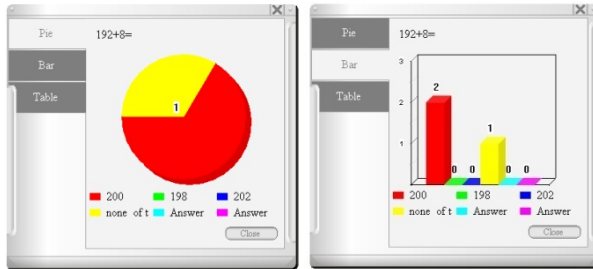 Pie
192+8=
Bar
Table
1
200 198 202
none of t Answer Answer
Close
Pie
192+8=
Bar
Table
3
2
1
2
0 0
1
0 0
200 198 202
none of t Answer Answer
Close